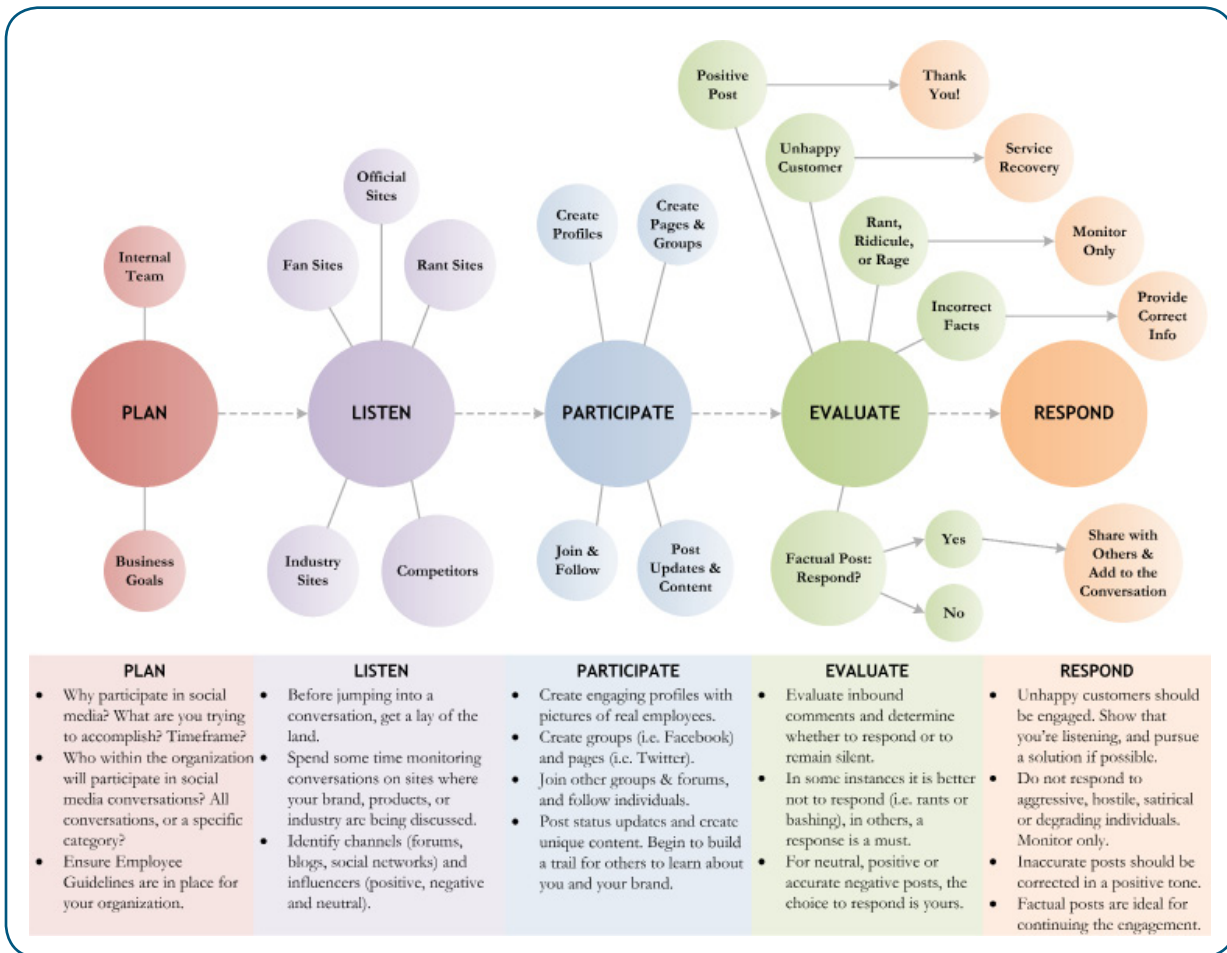 Positive
Post
Thank
You!
Unhappy
Customer
Service
Recovery
Official
Sites
Create
Profiles
Create
Pages &
Groups
Rant,
Ridicule,
or Rage
Monitor
Only
Internal
Team
Fan Sites
Rant Sites
Incorrect
Facts
Provide
Correct
Info
PLAN
LISTEN
PARTICIPATE
EVALUATE
RESPOND
Business
Goals
Industry
Sites
Competitors
Join &
Follow
Post
Updates &
Content
Factual Post:
Respond?
Yes
No
Share with
Others &
Add to the
Conversation
PLAN
• Why participate in social
media? What are you trying
to accomplish? Timeframe?
• Who within the organization
will participate in social
media conversations? All
conversations, or a specific
category?
• Ensure Employee
Guidelines are in place for
your organization.
LISTEN
• Before jumping into a
conversation, get a lay of the
land.
• Spend some time monitoring
conversations on sites where
your brand, products, or
industry are being discussed.
• Identify channels (forums,
blogs, social networks) and
influencers (positive, negative
and neutral).
PARTICIPATE
• Create engaging profiles with
pictures of real employees.
• Create groups (i.e. Facebook)
and pages (i.e. Twitter).
• Join other groups & forums,
and follow individuals.
• Post status updates and create
unique content. Begin to build
a trail for others to learn about
you and your brand.
EVALUATE
• Evaluate inbound
comments and determine
whether to respond or to
remain silent.
• In some instances it is better
not to respond (i.e. rants or
bashing), in others, a
response is a must.
• For neutral, positive or
accurate negative posts, the
choice to respond is yours.
RESPOND
• Unhappy customers should
be engaged. Show that
you're listening, and pursue
a solution if possible.
• Do not respond to
aggressive, hostile, satirical
or degrading individuals.
Monitor only.
• Inaccurate posts should be
corrected in a positive tone.
• Factual posts are ideal for
continuing the engagement.